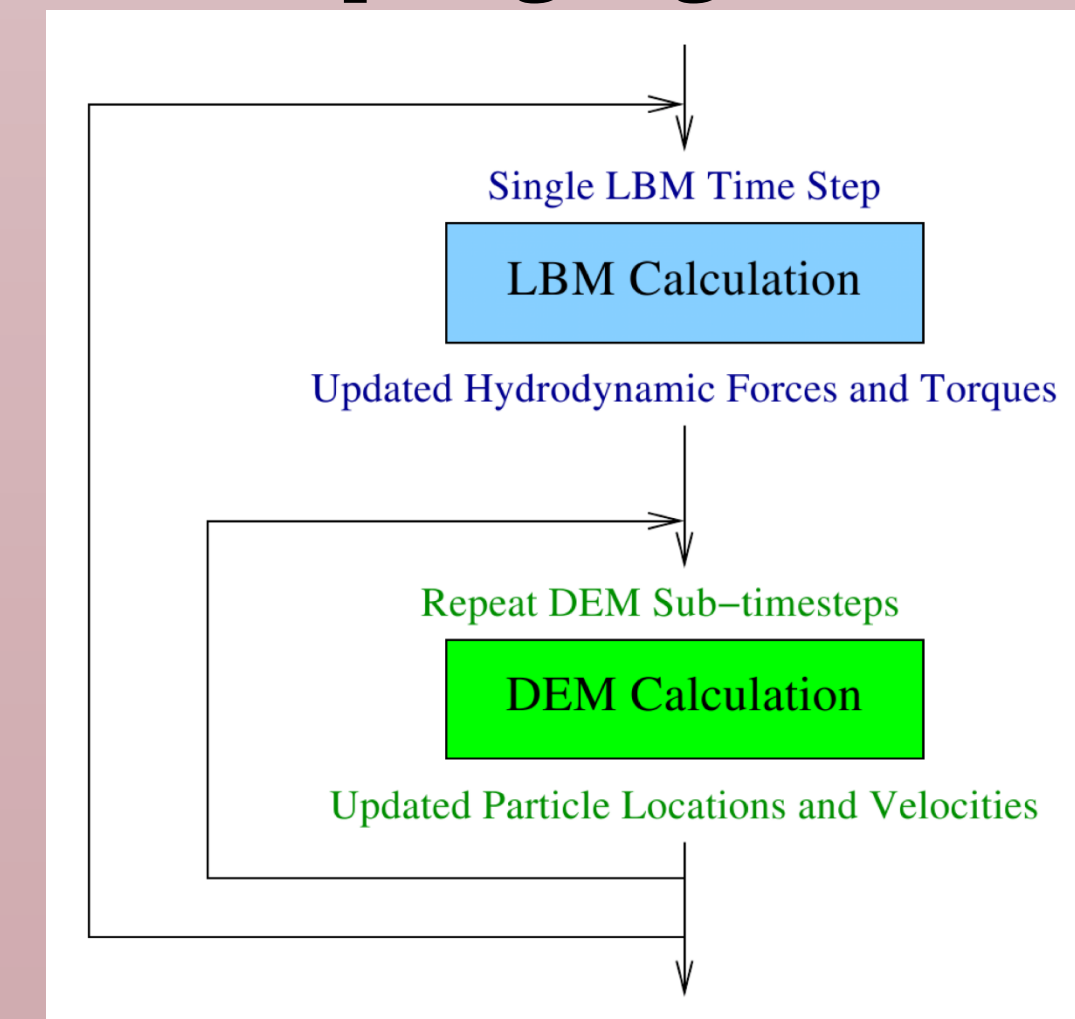 Single LBM Time Step
LBM Calculation
Updated Hydrodynamic Forces and Torques
Repeat DEM Sub−timesteps
DEM Calculation
Updated Particle Locations and Velocities